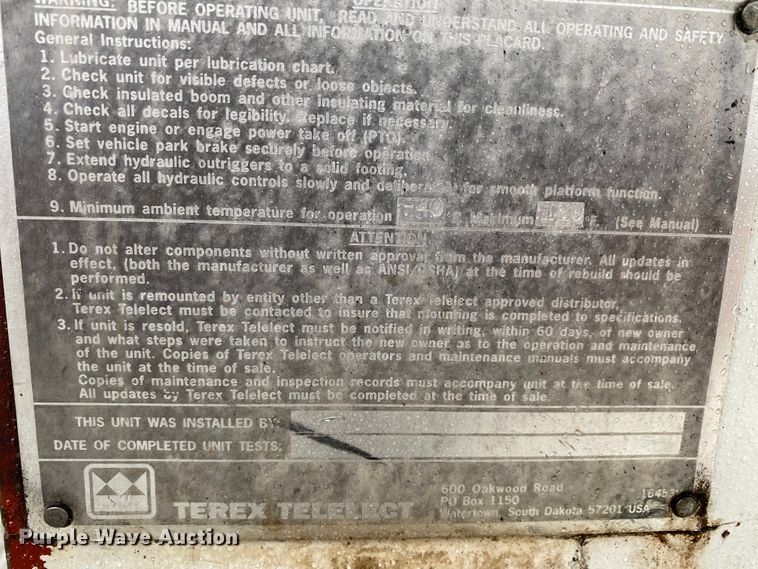 OPERATION
WARNING: BEFORE OPERATING UNIT, READ AND UNDERSTAND ALL OPERATING AND SAFETY
INFORMATION IN MANUAL AND ALL INFORMATION ON THIS PLACARD.
General Instructions:
1. Lubricate unit per lubrication chart.
2. Check unit for visible defects or loose objects.
3. Check insulated boom and other insulating material for cleanliness.
4. Check all decals for legibility. Replace if necessary.
5. Start engine or engage power take off (PTO).
6. Set vehicle park brake securely before operation.
7. Extend hydraulic outriggers to a solid footing.
8. Operate all hydraulic controls slowly and deliberately for smooth platform function.
9. Minimum ambient temperature for operation -40 °F. Maximum °F. (See Manual)
ATTENTION
1. Do not alter components without written approval from the manufacturer. All updates in
effect, (both the manufacturer as well as ANSI/OSHA) at the time of rebuild should be
performed.
2. If unit is remounted by entity other than a Terex Telelect approved distributor,
Terex Telelect must be contacted to insure that mounting is completed to specifications.
3. If unit is resold, Terex Telelect must be notified in writing, within 60 days, of new owner
and what steps were taken to instruct the new owner as to the operation and maintenance
of the unit. Copies of Terex Telelect operators and maintenance manuals must accompany
the unit at the time of sale.
Copies of maintenance and inspection records must accompany unit at the time of sale.
All updates by Terex Telelect must be completed at the time of sale.
THIS UNIT WAS INSTALLED BY:
DATE OF COMPLETED UNIT TESTS:
TEREX TELELECT
600 Oakwood Road
PO Box 1150
Watertown, South Dakota 57201 USA
Purple Wave Auction